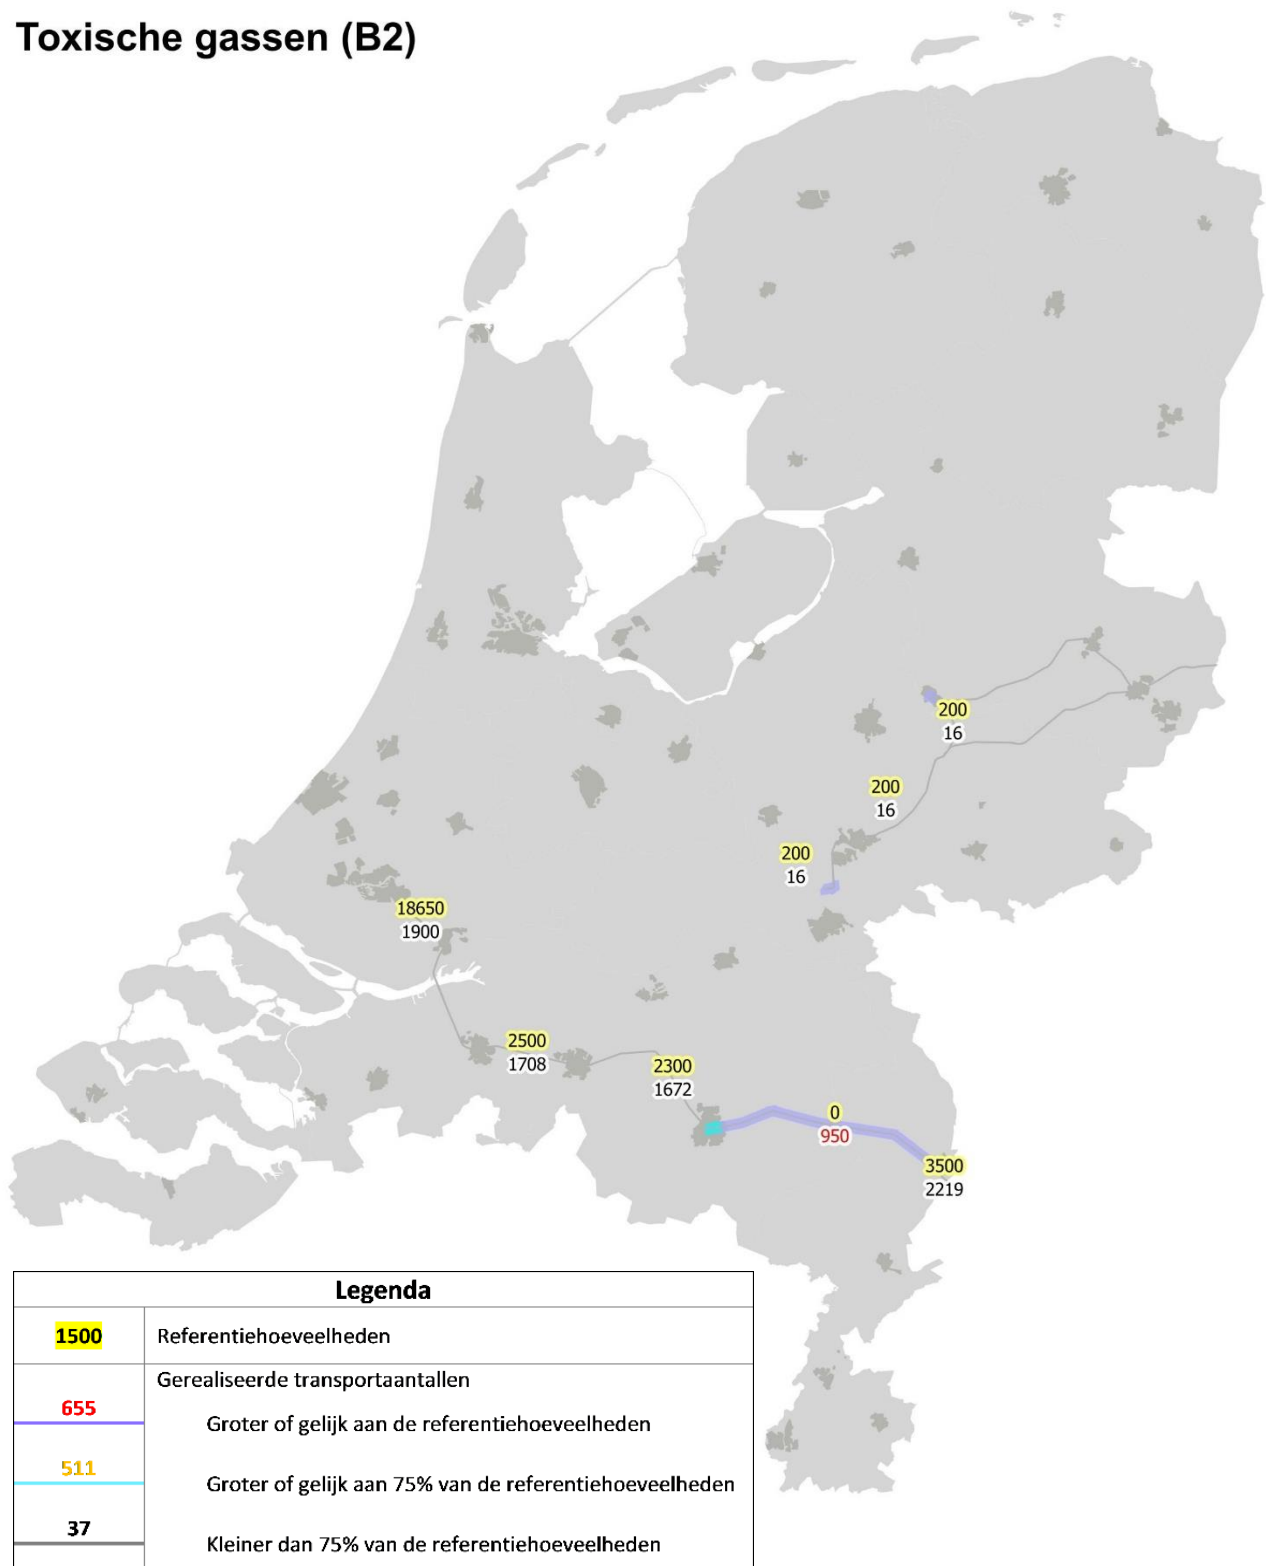 Toxische gassen (B2)
200
16
200
16
200
16
18650
1900
2500
1708
2300
1672
0
950
3500
2219
Legenda
1500 Referentiehoeveelheden
Gerealiseerde transportaantallen
655
Groter of gelijk aan de referentiehoeveelheden
511
Groter of gelijk aan 75% van de referentiehoeveelheden
37
Kleiner dan 75% van de referentiehoeveelheden